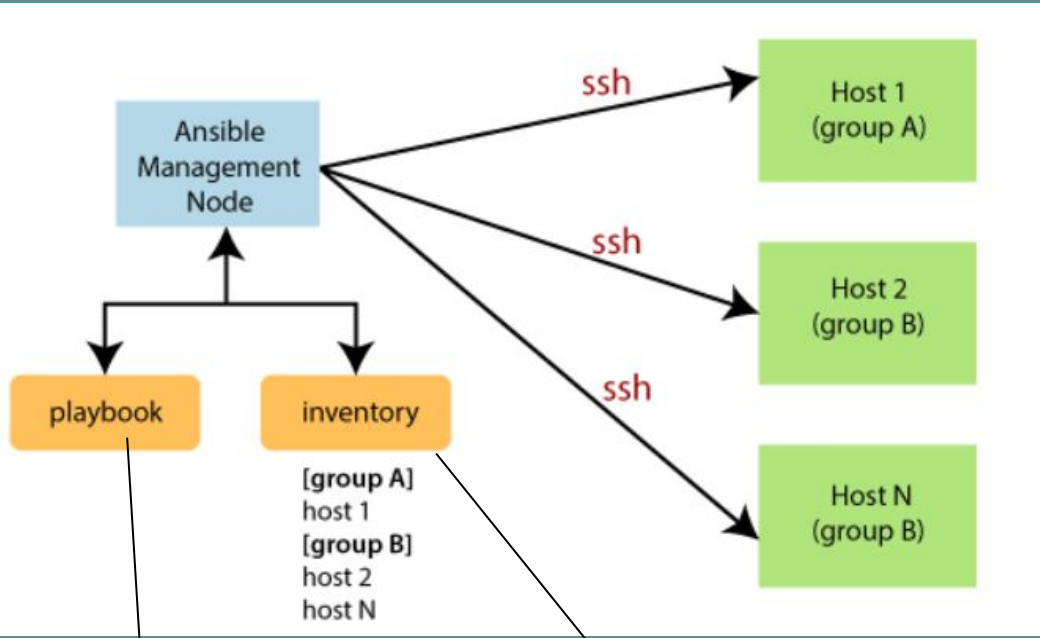 ssh
Host 1
(group A)
Ansible
Management
Node
ssh
Host 2
(group B)
ssh
playbook
inventory
[group A]
host 1
[group B]
host 2
host N
Host N
(group B)